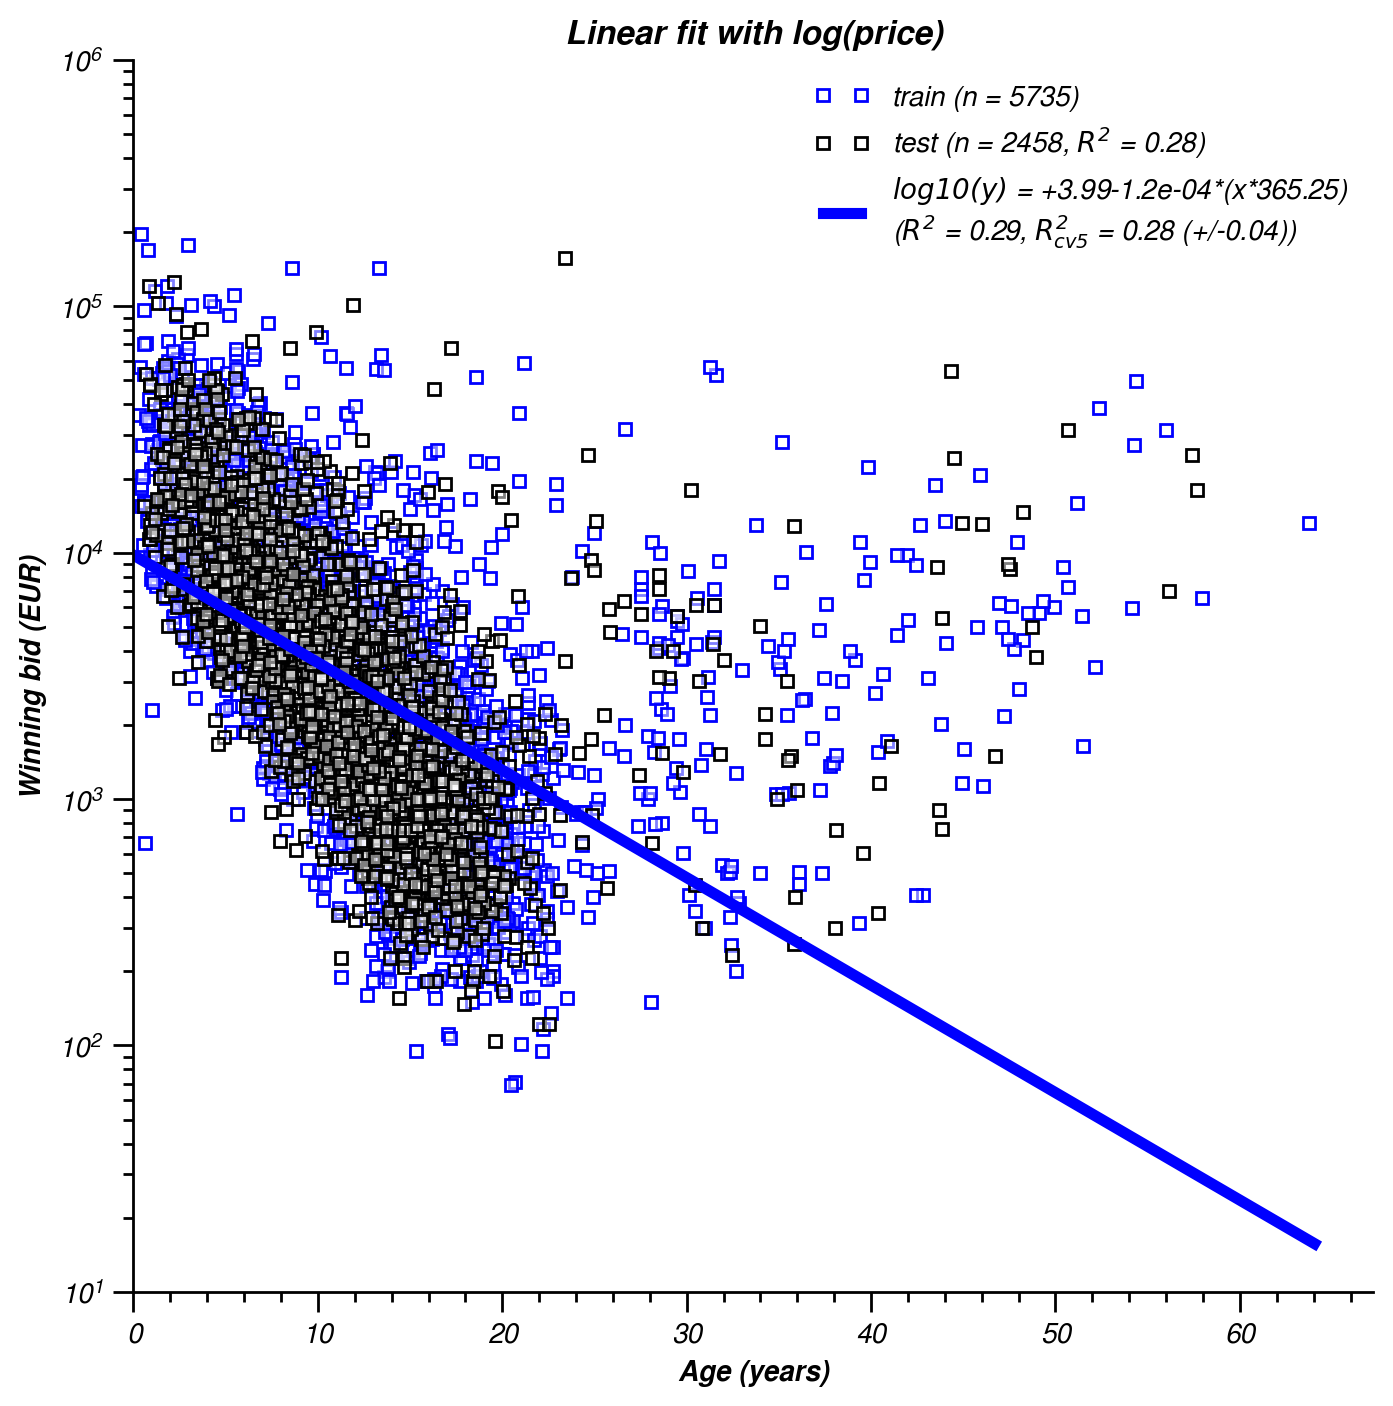 Linear fit with log(price)
train (n = 5735)
test (n = 2458, R² = 0.28)
log10(y) = +3.99-1.2e-04*(x*365.25)
(R² = 0.29, R²cv5 = 0.28 (+/-0.04))
10⁶
10⁵
10⁴
10³
10²
10¹
Winning bid (EUR)
0 10 20 30 40 50 60
Age (years)